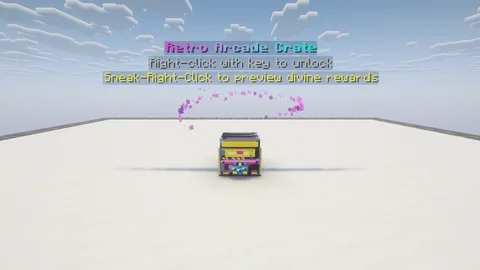 Retro Arcade Crate
Right-click with key to unlock
Sneak-Right-Click to preview divine rewards